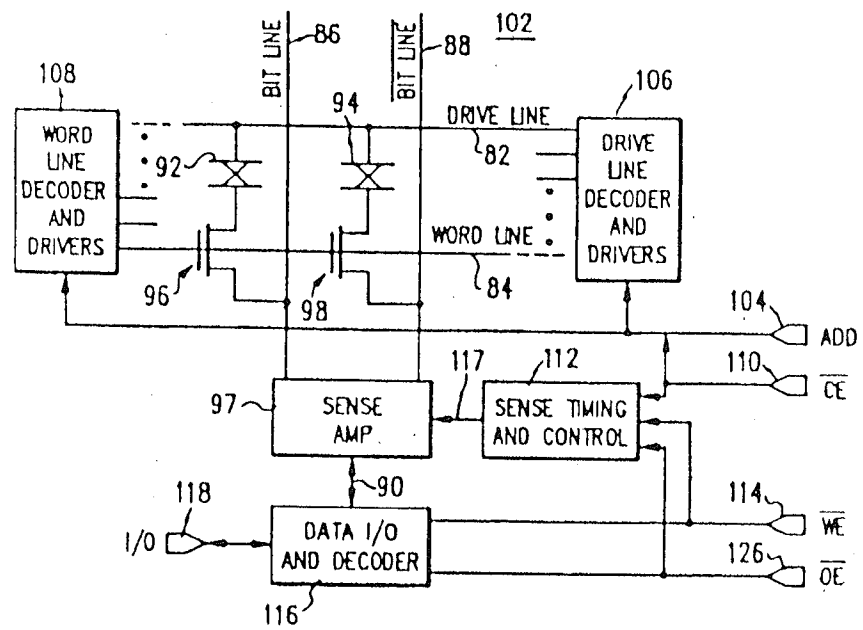 102
BIT LINE
86
BIT LINE
88
108
WORD
LINE
DECODER
AND
DRIVERS
92
94
DRIVE LINE
82
106
DRIVE
LINE
DECODER
AND
DRIVERS
96
98
WORD LINE
84
104
ADD
110
CE
97
SENSE
AMP
117
112
SENSE TIMING
AND CONTROL
90
114
WE
118
I/O
DATA I/O
AND DECODER
116
126
OE